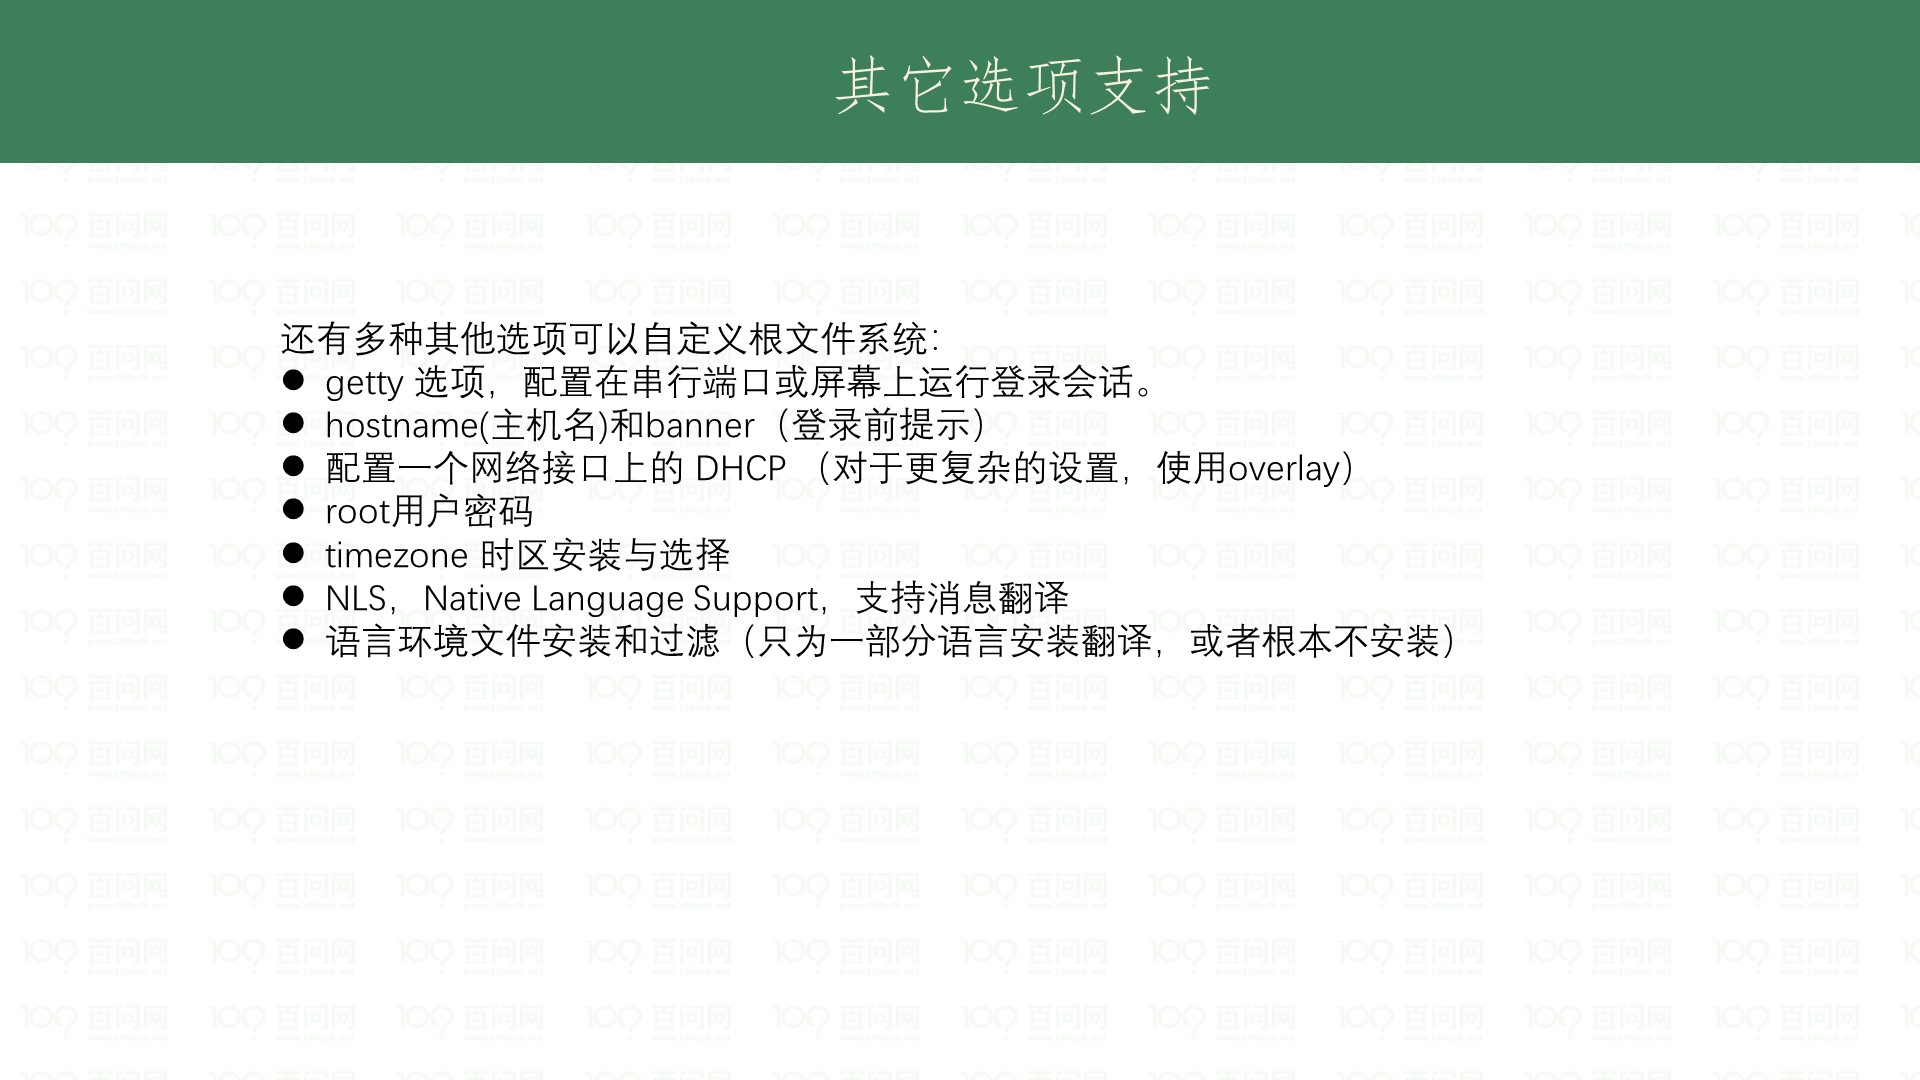 其它选项支持
还有多种其他选项可以自定义根文件系统：
● getty 选项，配置在串行端口或屏幕上运行登录会话。
● hostname(主机名)和banner（登录前提示）
● 配置一个网络接口上的 DHCP （对于更复杂的设置，使用overlay）
● root用户密码
● timezone 时区安装与选择
● NLS，Native Language Support，支持消息翻译
● 语言环境文件安装和过滤（只为一部分语言安装翻译，或者根本不安装）